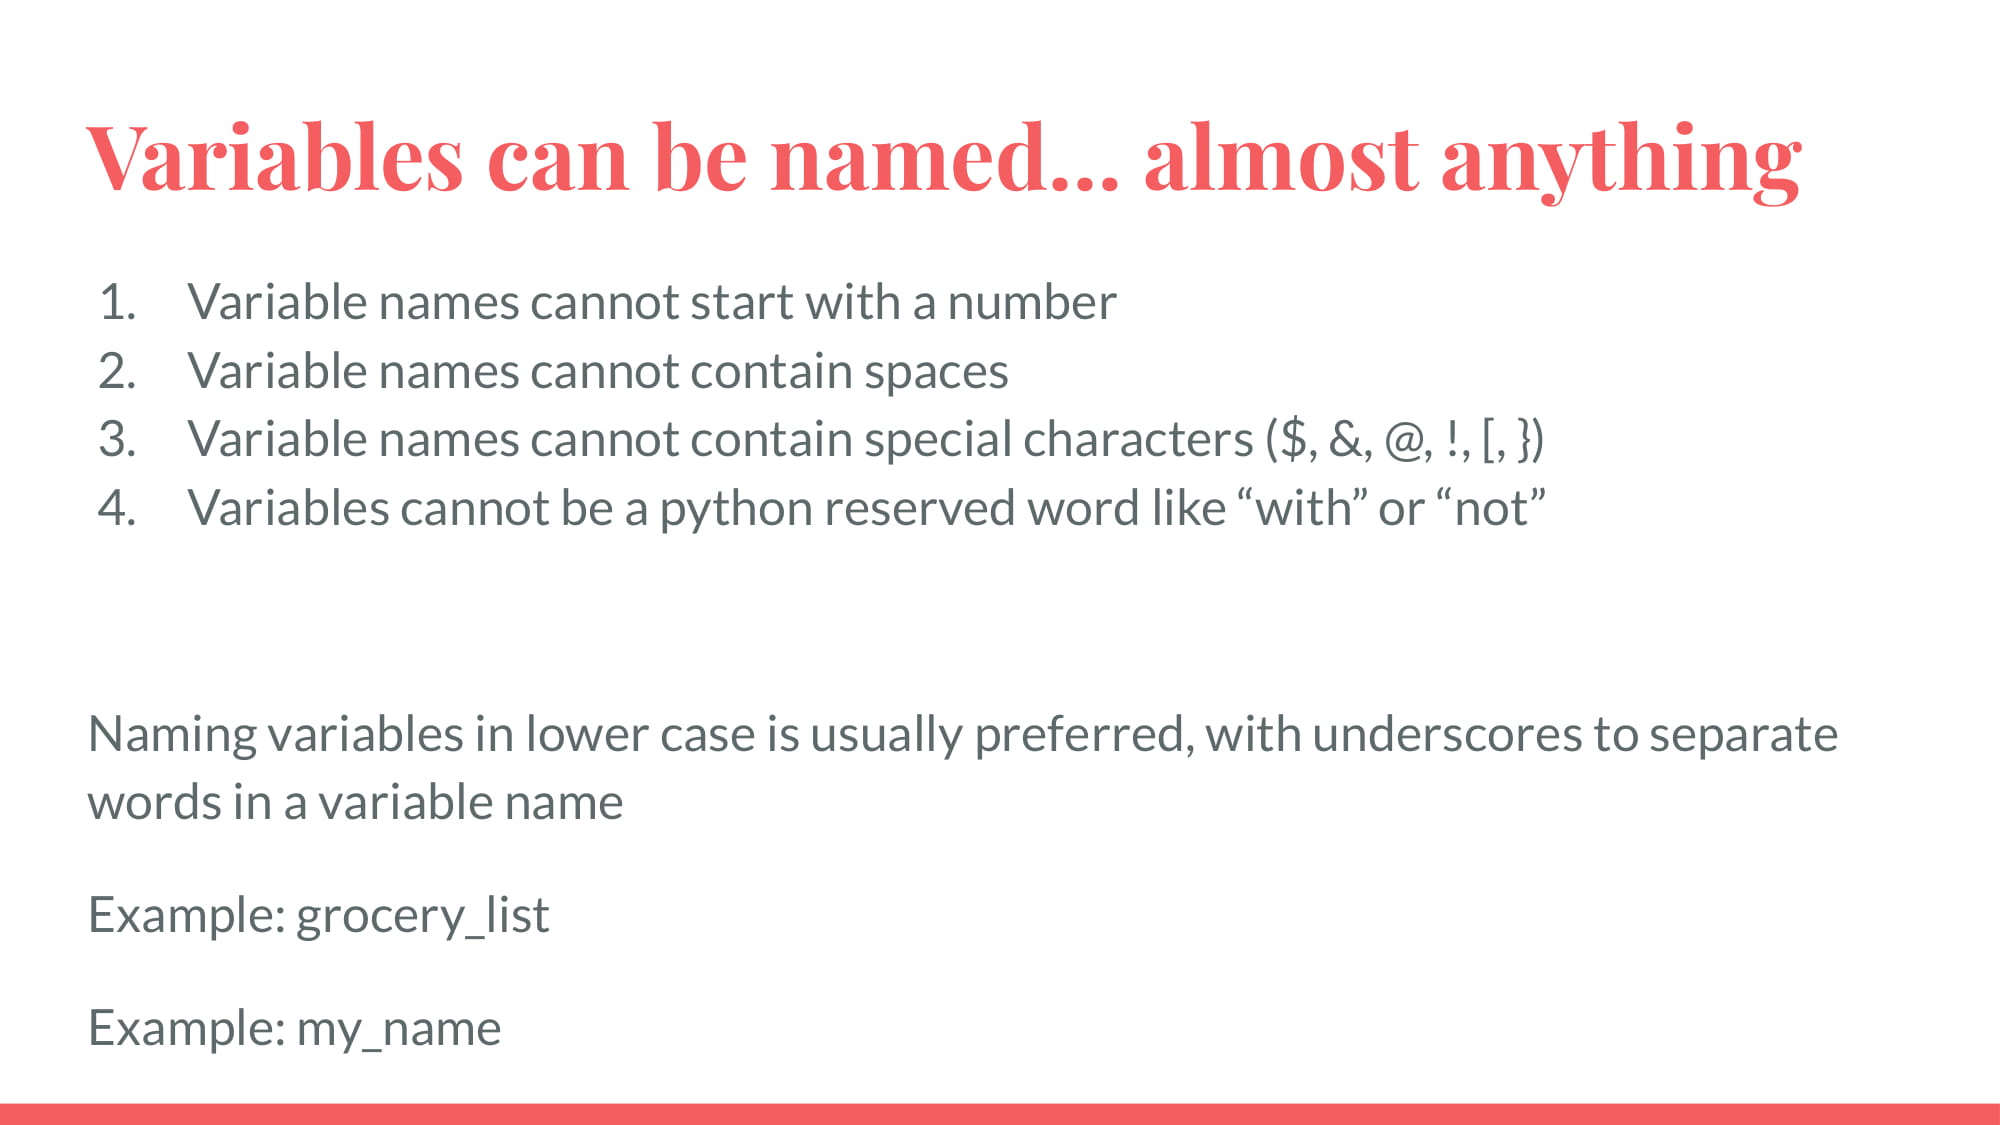 Variables can be named... almost anything
1. Variable names cannot start with a number
2. Variable names cannot contain spaces
3. Variable names cannot contain special characters ($, &, @, !, [, })
4. Variables cannot be a python reserved word like “with” or “not”
Naming variables in lower case is usually preferred, with underscores to separate
words in a variable name
Example: grocery_list
Example: my_name